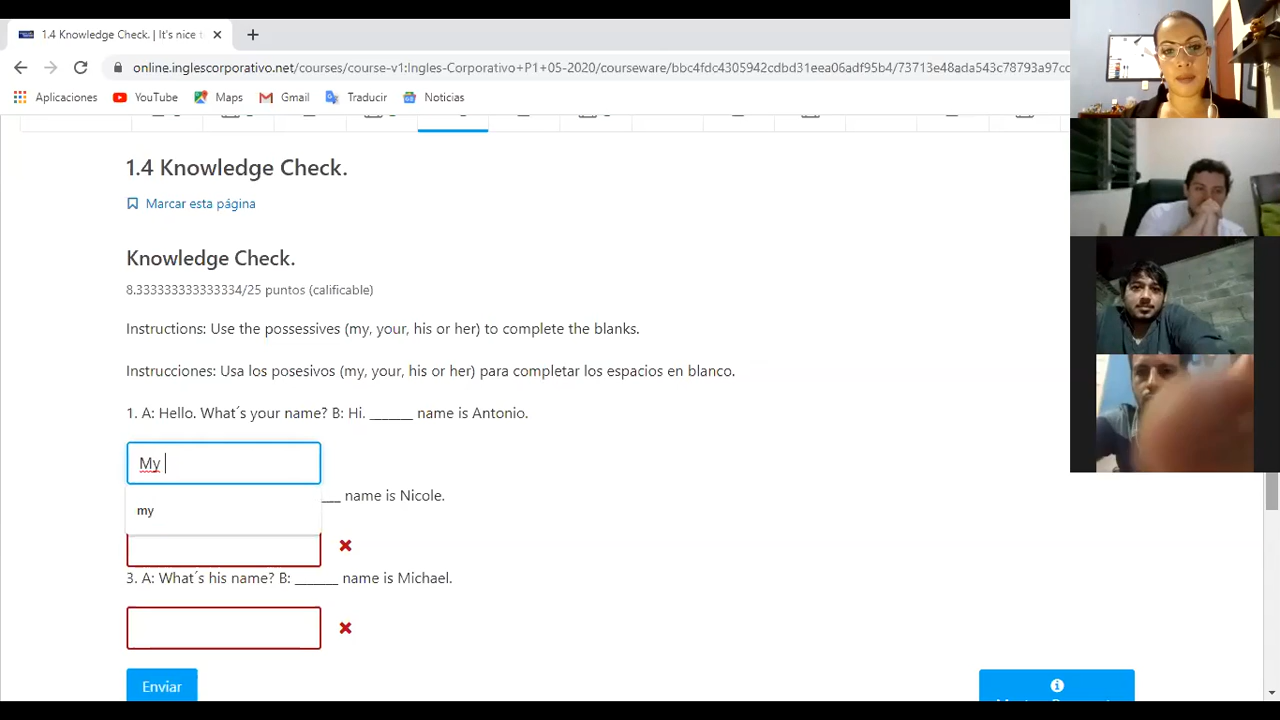 1.4 Knowledge Check. | It's nice t
online.inglescorporativo.net/courses/course-v1:Ingles-Corporativo+P1+05-2020/courseware/
Aplicaciones YouTube Maps Gmail Traducir Noticias
1.4 Knowledge Check.
Marcar esta página
Knowledge Check.
8.333333333333334/25 puntos (calificable)
Instructions: Use the possessives (my, your, his or her) to complete the blanks.
Instrucciones: Usa los posesivos (my, your, his or her) para completar los espacios en blanco.
1. A: Hello. What´s your name? B: Hi. _______ name is Antonio.
My
my
___ name is Nicole.
3. A: What´s his name? B: _______ name is Michael.
Enviar